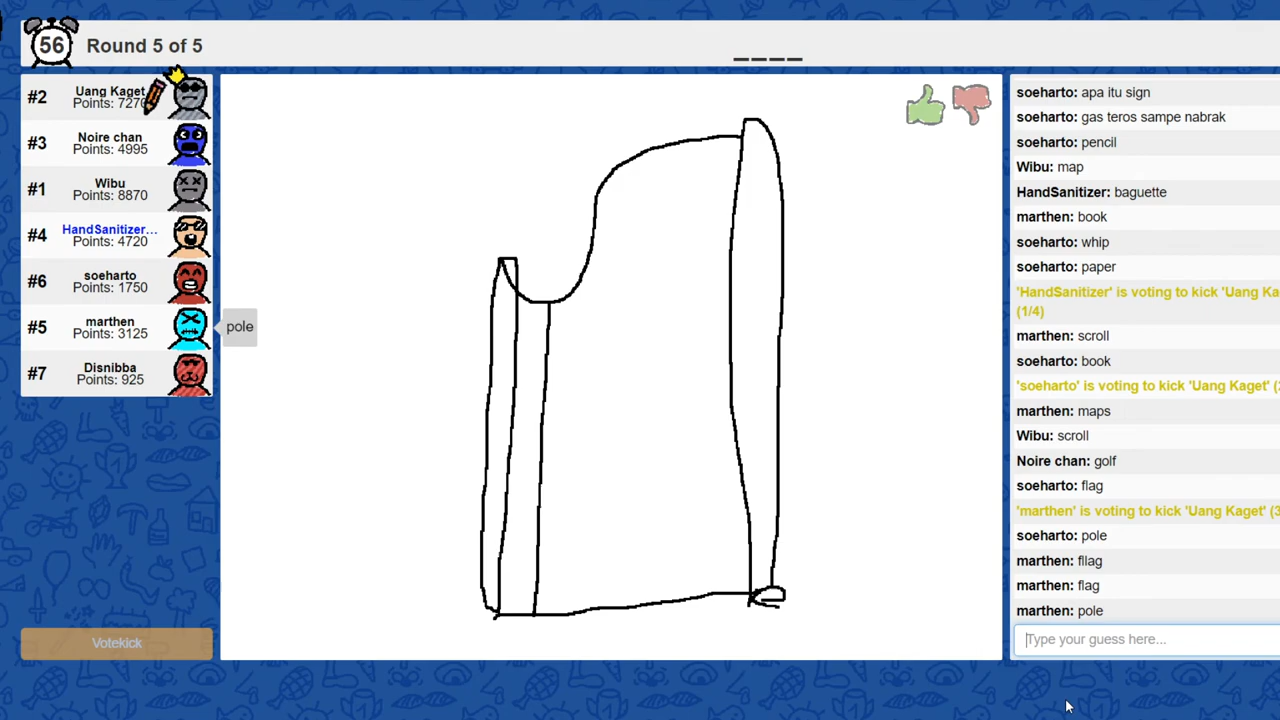 56
Round 5 of 5
____
#2
Uang Kaget
Points: 7270
#3
Noire chan
Points: 4995
#1
Wibu
Points: 8870
#4
HandSanitizer...
Points: 4720
#6
soeharto
Points: 1750
#5
marthen
Points: 3125
pole
#7
Disnibba
Points: 925
Votekick
soeharto: apa itu sign
soeharto: gas teros sampe nabrak
soeharto: pencil
Wibu: map
HandSanitizer: baguette
marthen: book
soeharto: whip
soeharto: paper
'HandSanitizer' is voting to kick 'Uang Ka
(1/4)
marthen: scroll
soeharto: book
'soeharto' is voting to kick 'Uang Kaget' (
marthen: maps
Wibu: scroll
Noire chan: golf
soeharto: flag
'marthen' is voting to kick 'Uang Kaget' (3
soeharto: pole
marthen: fllag
marthen: flag
marthen: pole
Type your guess here...